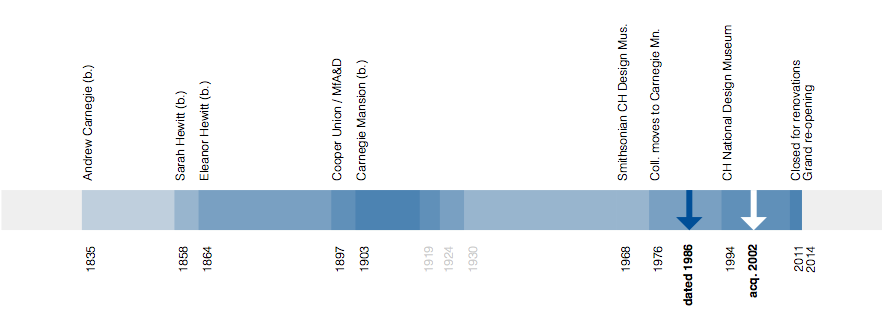 Andrew Carnegie (b.)
Sarah Hewitt (b.)
Eleanor Hewitt (b.)
Cooper Union / MfA&D
Carnegie Mansion (b.)
Smithsonian CH Design Mus.
Coll. moves to Carnegie Mn.
CH National Design Museum
Closed for renovations
Grand re-opening
1835
1858
1864
1897
1903
1919
1924
1930
1968
1976
dated 1986
1994
acq. 2002
2011
2014